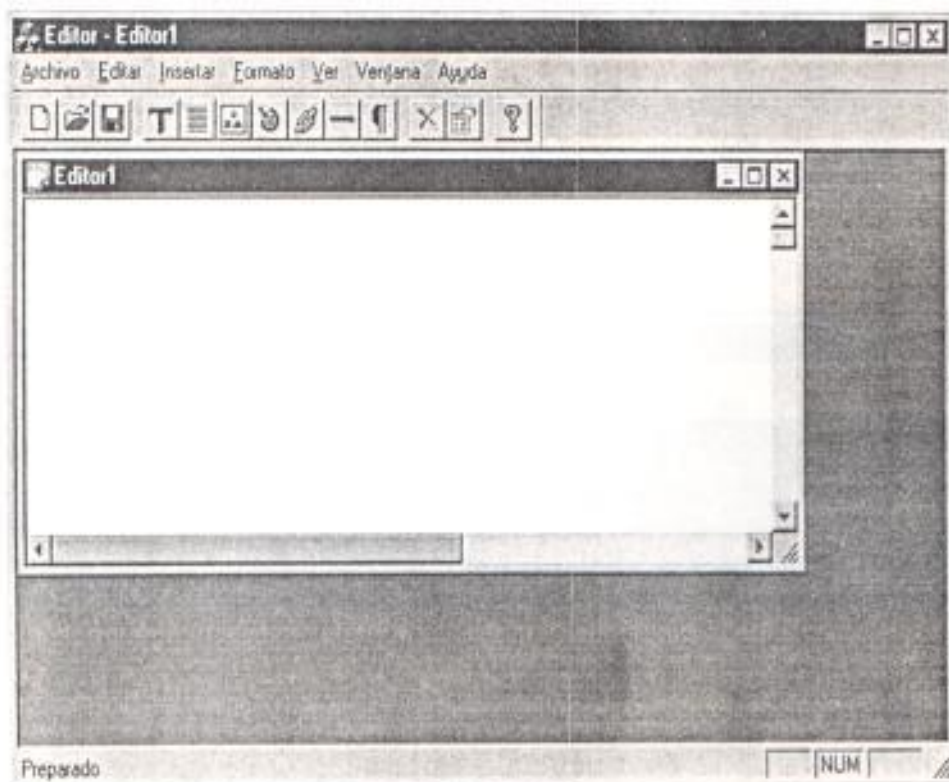 Editor - Editor1
Archivo Editar Insertar Formato Ver Ventana Ayuda
T ¶ ?
Editor1
Preparado NUM